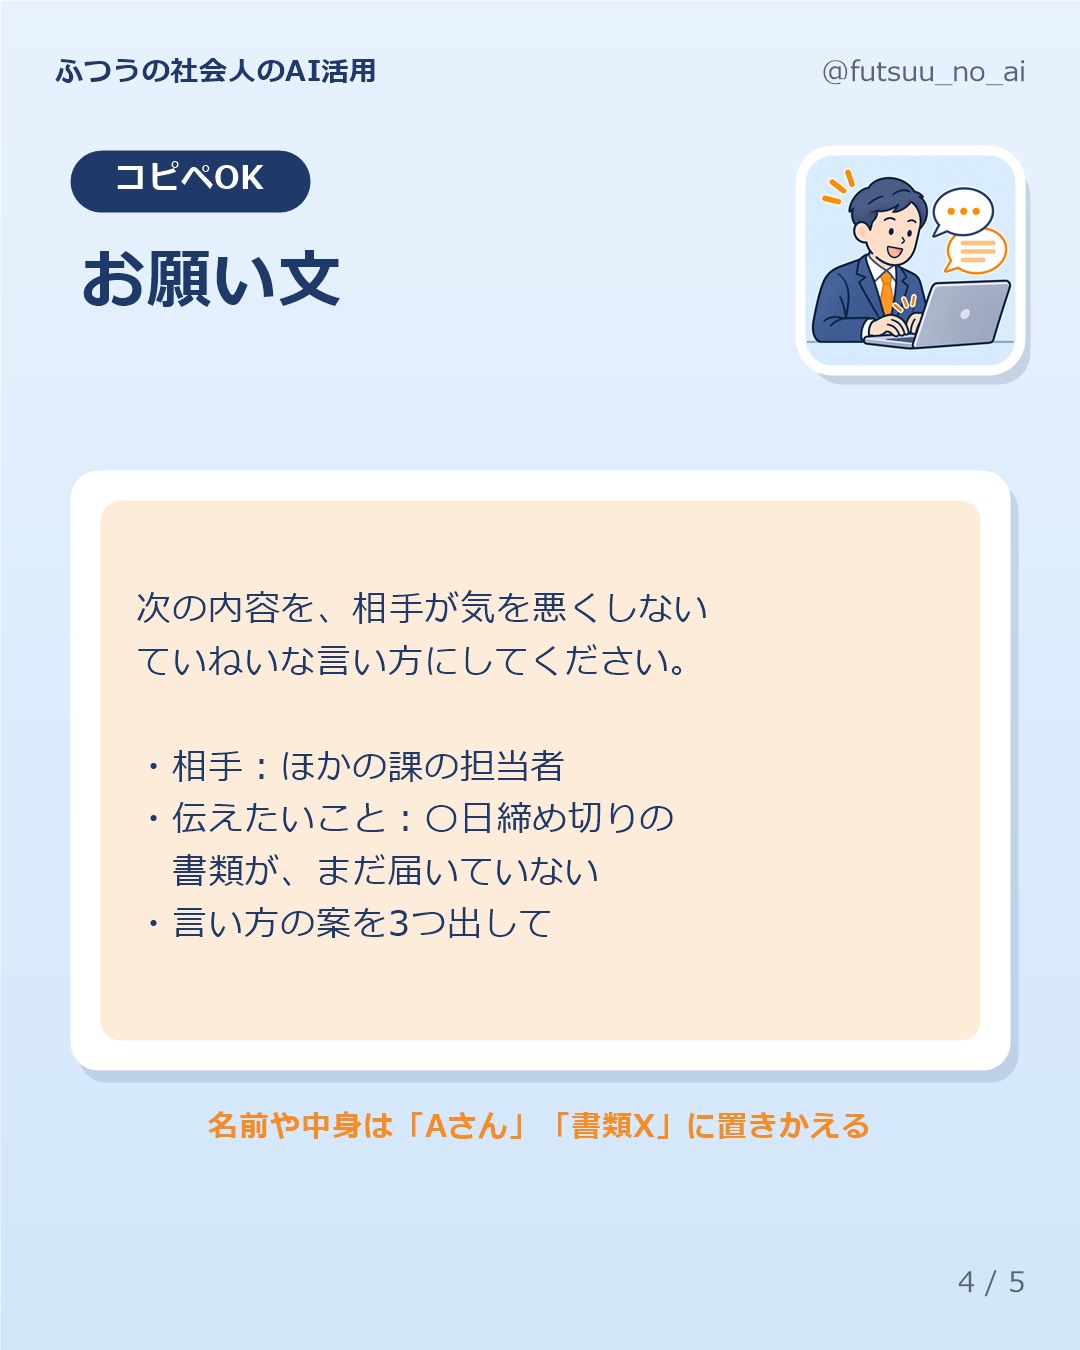 ふつうの社会人のAI活用
@futsuu_no_ai
コピペOK
お願い文
次の内容を、相手が気を悪くしない
ていねいな言い方にしてください。
・相手：ほかの課の担当者
・伝えたいこと：〇日締め切りの
書類が、まだ届いていない
・言い方の案を3つ出して
名前や中身は「Aさん」「書類X」に置きかえる
4 / 5